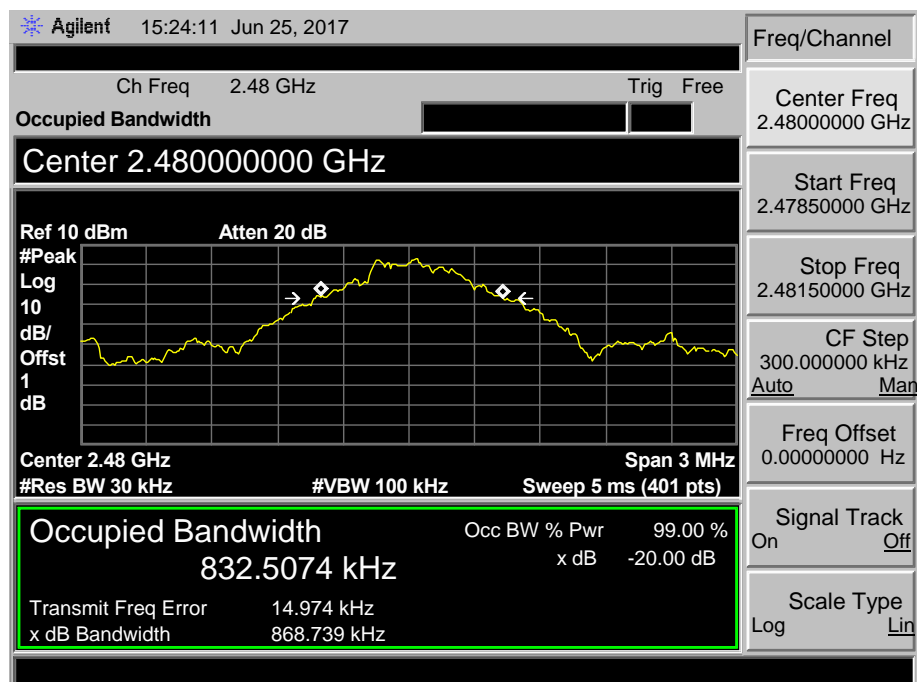 Agilent 15:24:11 Jun 25, 2017
Freq/Channel
Ch Freq 2.48 GHz Trig Free
Occupied Bandwidth
Center 2.480000000 GHz
Ref 10 dBm Atten 20 dB
#Peak
Log
10
dB/
Offst
1
dB
Center 2.48 GHz Span 3 MHz
#Res BW 30 kHz #VBW 100 kHz Sweep 5 ms (401 pts)
Occupied Bandwidth
832.5074 kHz
Occ BW % Pwr 99.00 %
x dB -20.00 dB
Transmit Freq Error 14.974 kHz
x dB Bandwidth 868.739 kHz
Center Freq
2.48000000 GHz
Start Freq
2.47850000 GHz
Stop Freq
2.48150000 GHz
CF Step
300.000000 kHz
Auto Man
Freq Offset
0.00000000 Hz
Signal Track
On Off
Scale Type
Log Lin